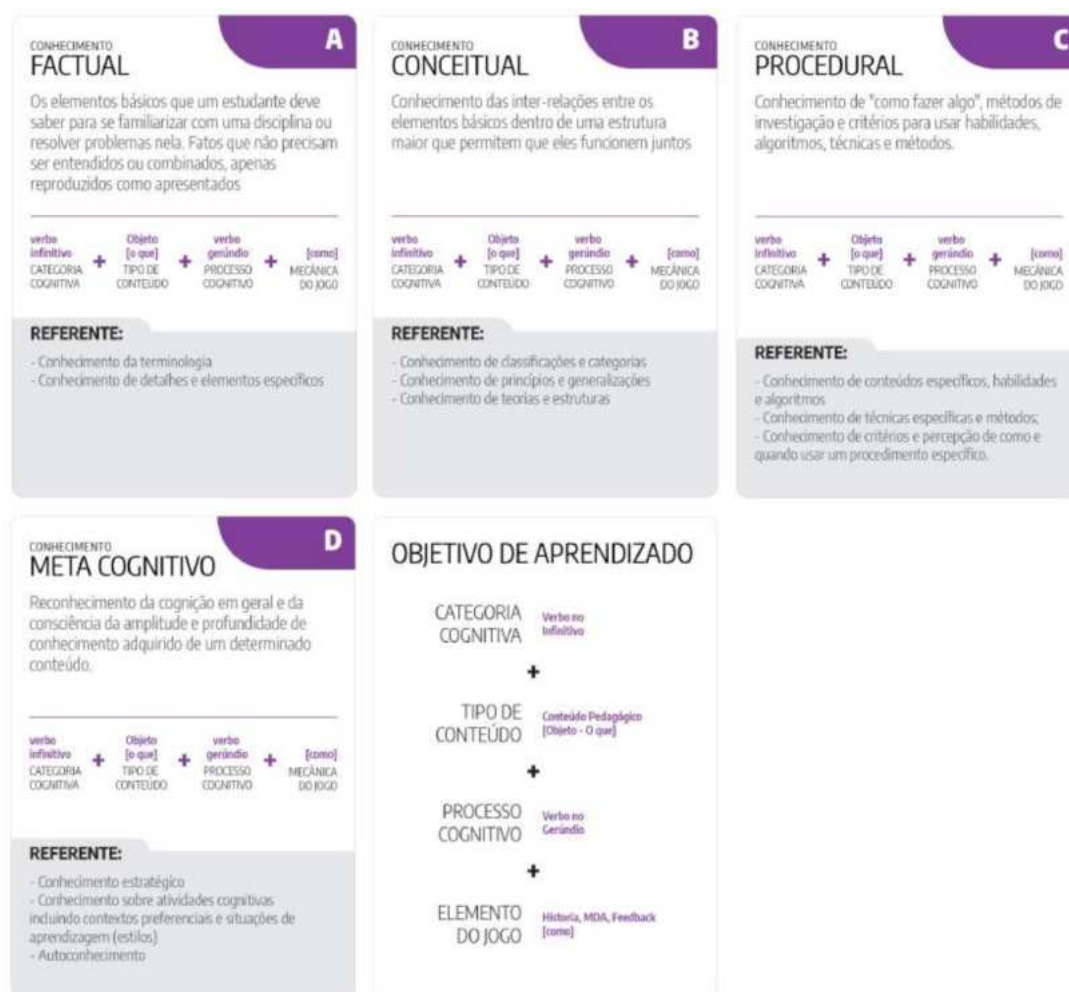 A
CONHECIMENTO
FACTUAL
Os elementos básicos que um estudante deve
saber para se familiarizar com uma disciplina ou
resolver problemas nela. Fatos que não precisam
ser entendidos ou combinados, apenas
reproduzidos como apresentados
verbo infinitivo + Objeto [o que] + verbo gerúndio + [como]
CATEGORIA COGNITIVA TIPO DE CONTEÚDO PROCESSO COGNITIVO MECÂNICA DO JOGO
REFERENTE:
- Conhecimento da terminologia
- Conhecimento de detalhes e elementos específicos
B
CONHECIMENTO
CONCEITUAL
Conhecimento das inter-relações entre os
elementos básicos dentro de uma estrutura
maior que permitem que eles funcionem juntos
verbo infinitivo + Objeto [o que] + verbo gerúndio + [como]
CATEGORIA COGNITIVA TIPO DE CONTEÚDO PROCESSO COGNITIVO MECÂNICA DO JOGO
REFERENTE:
- Conhecimento de classificações e categorias
- Conhecimento de princípios e generalizações
- Conhecimento de teorias e estruturas
C
CONHECIMENTO
PROCEDURAL
Conhecimento de "como fazer algo", métodos de
investigação e critérios para usar habilidades,
algoritmos, técnicas e métodos.
verbo infinitivo + Objeto [o que] + verbo gerúndio + [como]
CATEGORIA COGNITIVA TIPO DE CONTEÚDO PROCESSO COGNITIVO MECÂNICA DO JOGO
REFERENTE:
- Conhecimento de conteúdos específicos, habilidades
e algoritmos
- Conhecimento de técnicas específicas e métodos;
- Conhecimento de critérios e percepção de como e
quando usar um procedimento específico.
D
CONHECIMENTO
META COGNITIVO
Reconhecimento da cognição em geral e da
consciência da amplitude e profundidade de
conhecimento adquirido de um determinado
conteúdo.
verbo infinitivo + Objeto [o que] + verbo gerúndio + [como]
CATEGORIA COGNITIVA TIPO DE CONTEÚDO PROCESSO COGNITIVO MECÂNICA DO JOGO
REFERENTE:
- Conhecimento estratégico
- Conhecimento sobre atividades cognitivas
incluindo contextos preferenciais e situações de
aprendizagem (estilos)
- Autoconhecimento
OBJETIVO DE APRENDIZADO
CATEGORIA Verbo no
COGNITIVA Infinitivo
+
TIPO DE Conteúdo Pedagógico
CONTEÚDO [Objeto - O que]
+
PROCESSO Verbo no
COGNITIVO Gerúndio
+
ELEMENTO Historia, MDA, Feedback
DO JOGO [como]